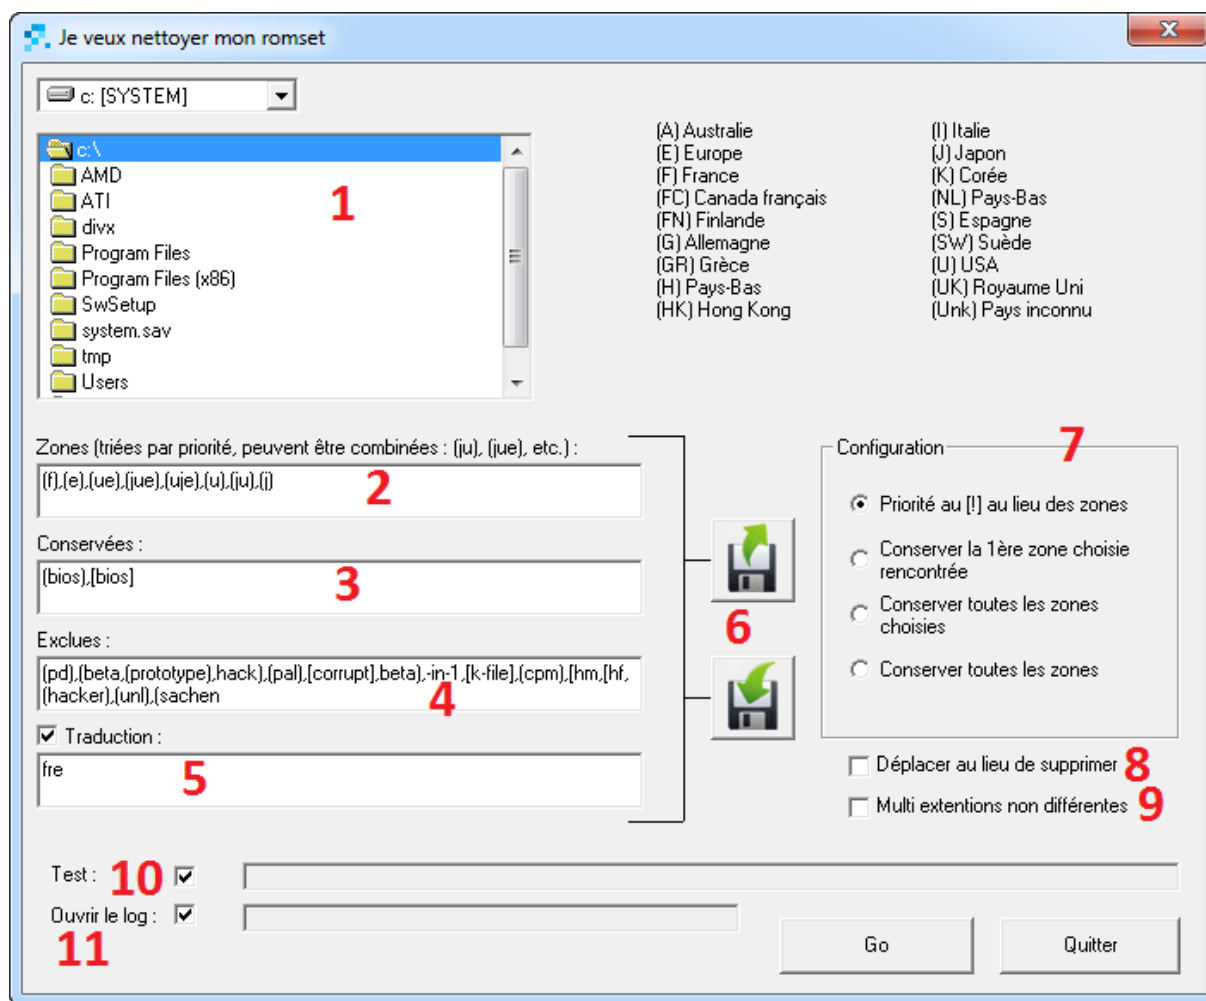 Je veux nettoyer mon romset
X
c: [SYSTEM]
c:\
AMD
ATI
divx
Program Files
Program Files (x86)
SwSetup
system.sav
tmp
Users
1
(A) Australie
(E) Europe
(F) France
(FC) Canada français
(FN) Finlande
(G) Allemagne
(GR) Grèce
(H) Pays-Bas
(HK) Hong Kong
(I) Italie
(J) Japon
(K) Corée
(NL) Pays-Bas
(S) Espagne
(SW) Suède
(U) USA
(UK) Royaume Uni
(Unk) Pays inconnu
Zones (triées par priorité, peuvent être combinées : (ju), (jue), etc.) :
(f),(e),(ue),(jue),(uje),(u),(ju),(j)
2
Conservées :
(bios),[bios]
3
Exclues :
(pd),(beta,(prototype),hack),(pal),[corrupt],beta),-in-1,[k-file],(cpm),[hm,[hf,
(hacker),(unl),(sachen
4
Traduction :
fre
5
6
Configuration
7
Priorité au [!] au lieu des zones
Conserver la 1ère zone choisie
rencontrée
Conserver toutes les zones
choisies
Conserver toutes les zones
Déplacer au lieu de supprimer 8
Multi extentions non différentes 9
Test : 10
Ouvrir le log :
11
Go
Quitter